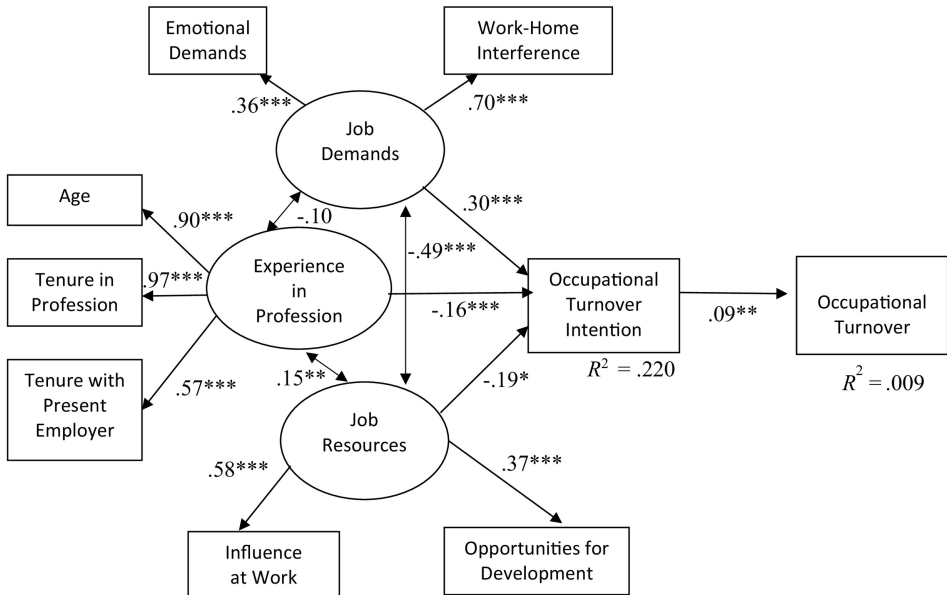 Emotional
Demands
Work-Home
Interference
.36***
.70***
Job
Demands
Age
.90***
-.10
.30***
Tenure in
Profession
.97***
Experience
in
Profession
-.49***
-.16***
Occupational
Turnover
Intention
.09**
Occupational
Turnover
R² = .220
R² = .009
Tenure with
Present
Employer
.57***
.15**
-.19*
Job
Resources
.58***
.37***
Influence
at Work
Opportunities for
Development